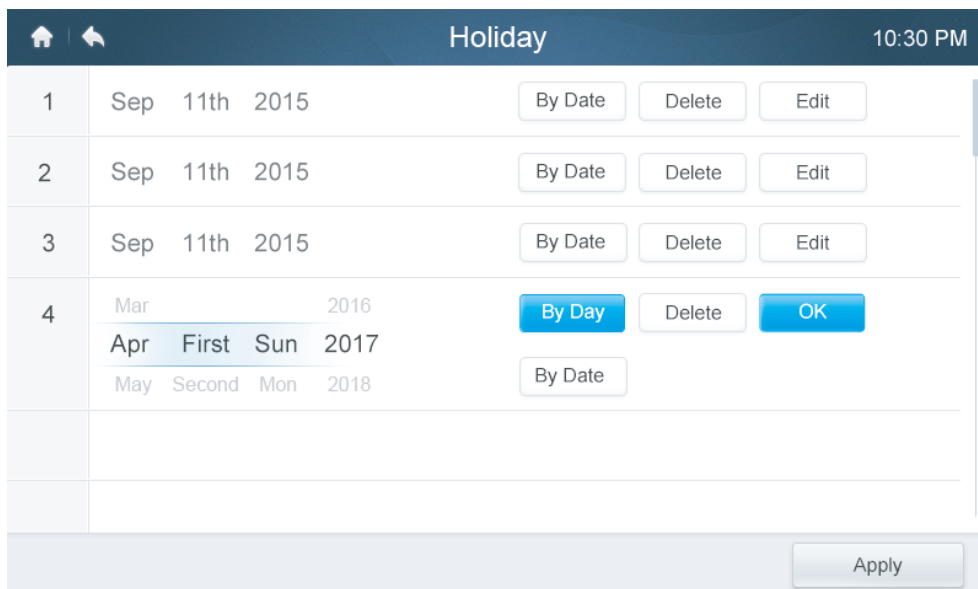 Holiday 10:30 PM
1 Sep 11th 2015 By Date Delete Edit
2 Sep 11th 2015 By Date Delete Edit
3 Sep 11th 2015 By Date Delete Edit
Mar 2016
4 By Day Delete OK
Apr First Sun 2017
May Second Mon 2018
By Date
Apply